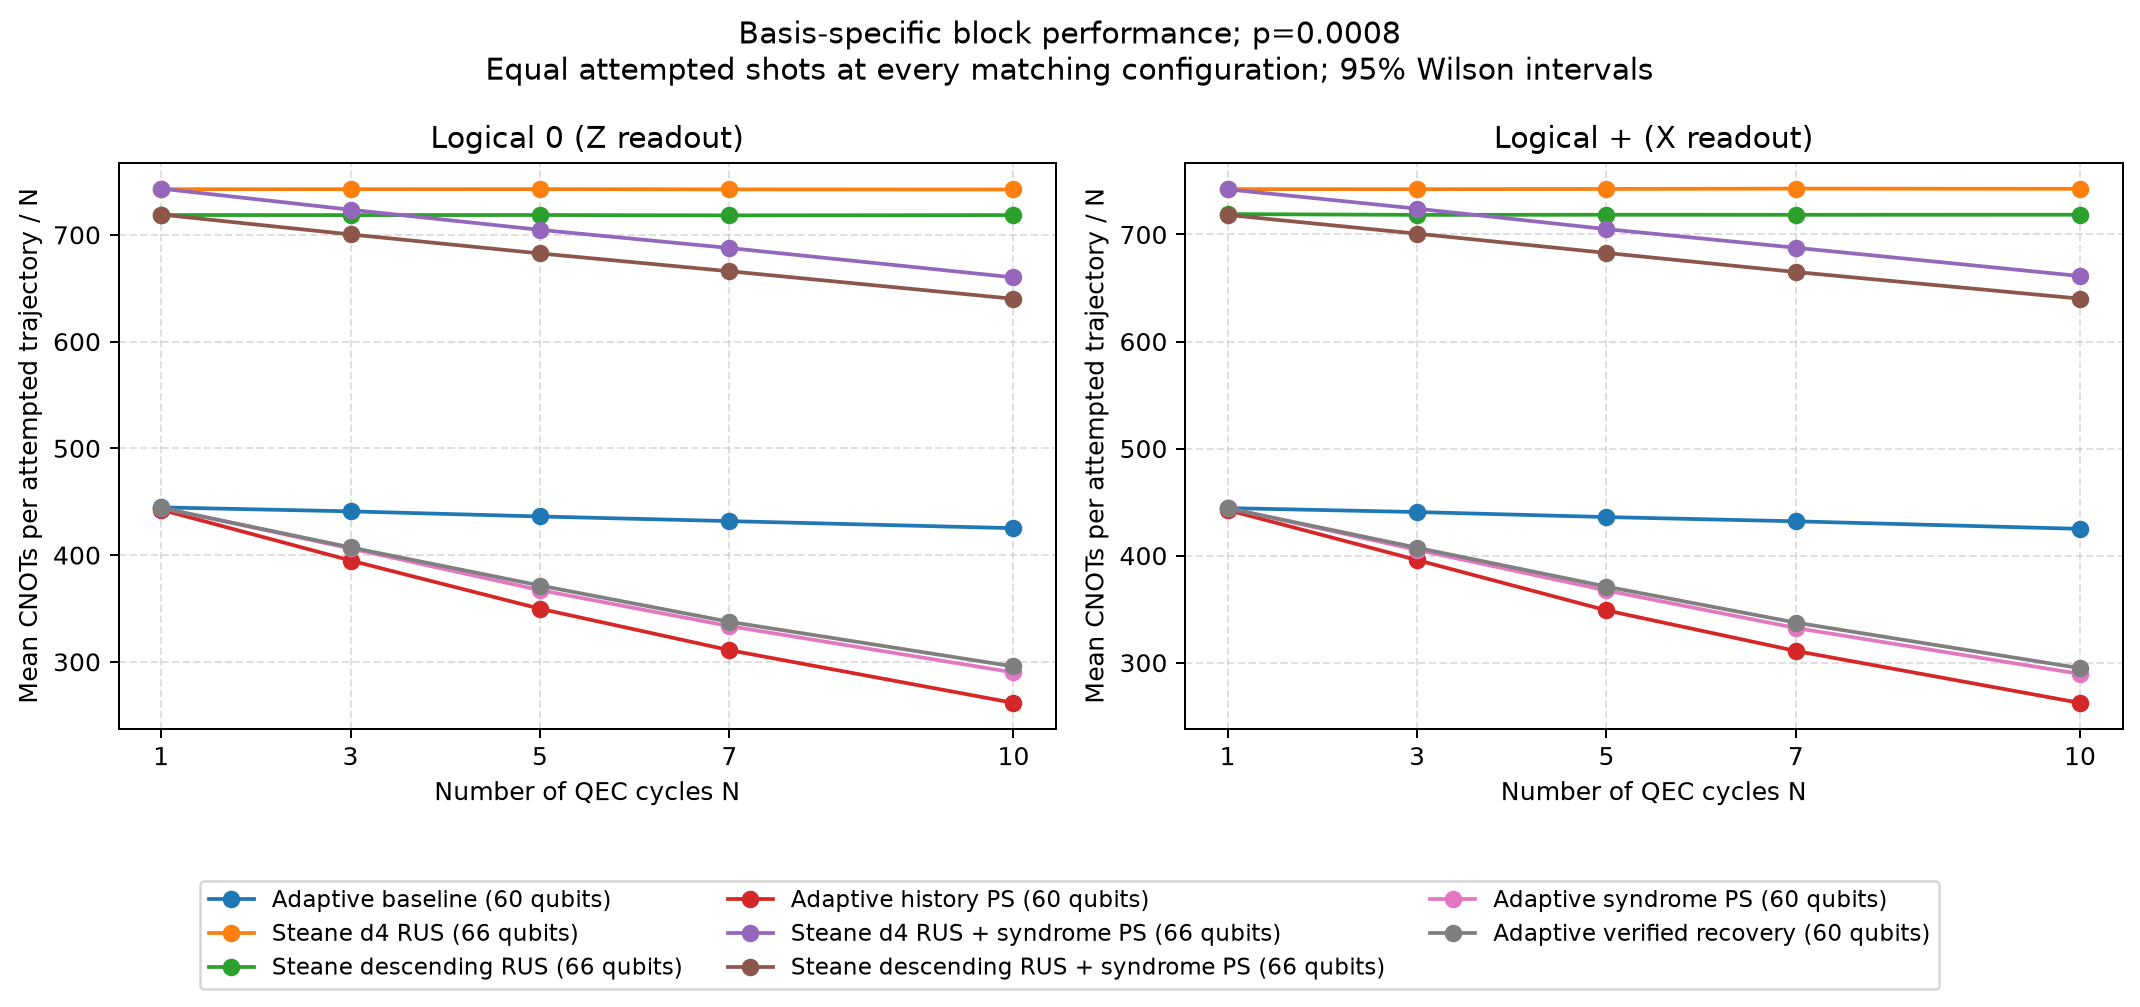 Basis-specific block performance; p=0.0008
Equal attempted shots at every matching configuration; 95% Wilson intervals
Logical 0 (Z readout)
Mean CNOTs per attempted trajectory / N
700
600
500
400
300
1 3 5 7 10
Number of QEC cycles N
Logical + (X readout)
Mean CNOTs per attempted trajectory / N
700
600
500
400
300
1 3 5 7 10
Number of QEC cycles N
Adaptive baseline (60 qubits)
Steane d4 RUS (66 qubits)
Steane descending RUS (66 qubits)
Adaptive history PS (60 qubits)
Steane d4 RUS + syndrome PS (66 qubits)
Steane descending RUS + syndrome PS (66 qubits)
Adaptive syndrome PS (60 qubits)
Adaptive verified recovery (60 qubits)